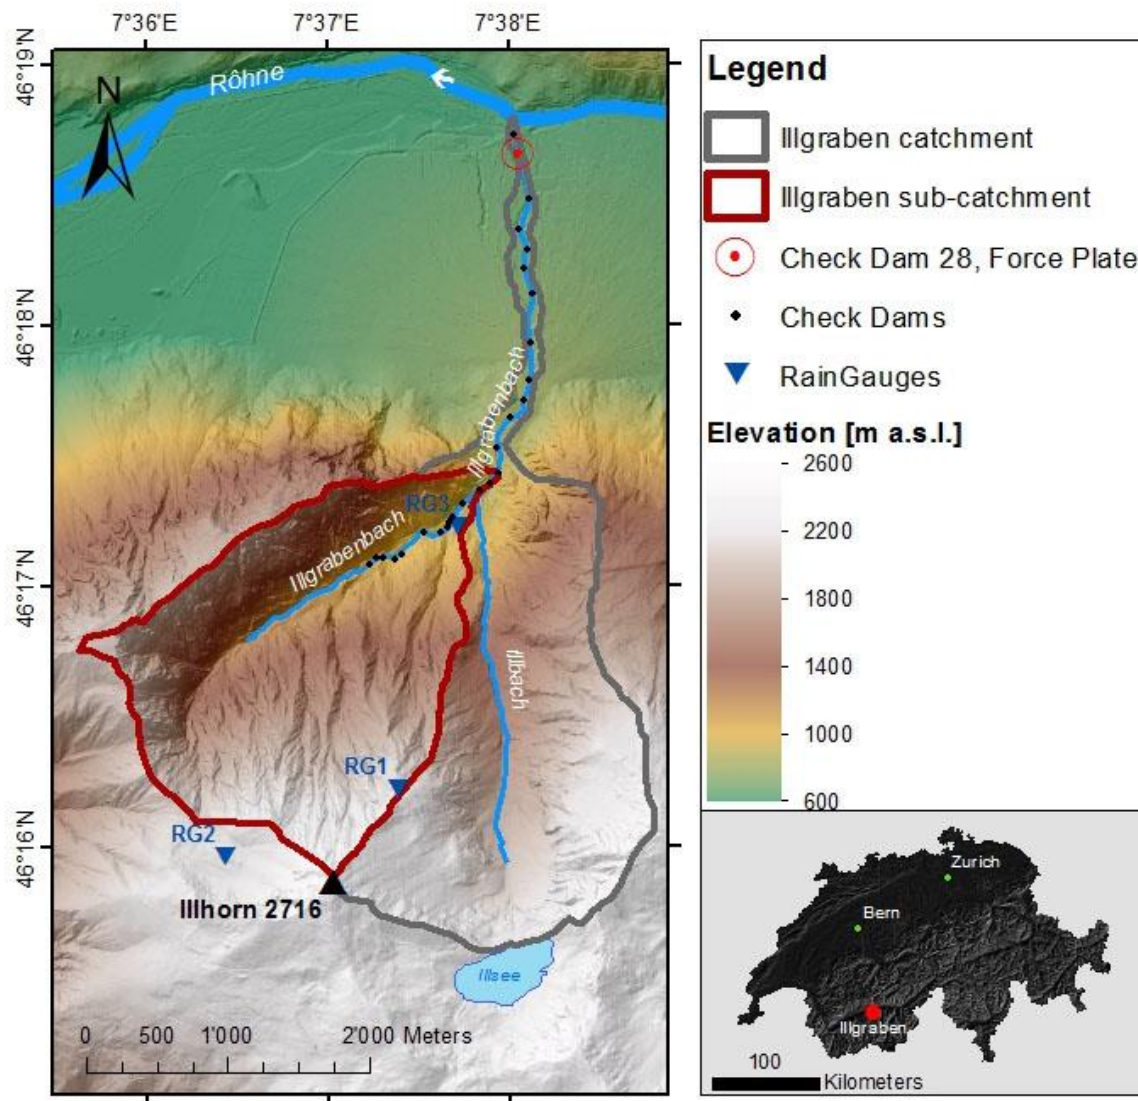 7°36'E
7°37'E
7°38'E
46°19'N
46°18'N
46°17'N
46°16'N
N
Rôhne
Illgrabenbach
RG3
Illgrabenbach
Illbach
RG1
RG2
Illhorn 2716
Illsee
0 500 1'000 2'000 Meters
Legend
Illgraben catchment
Illgraben sub-catchment
Check Dam 28, Force Plate
Check Dams
RainGauges
Elevation [m a.s.l.]
2600
2200
1800
1400
1000
600
Zurich
Bern
Illgraben
100
Kilometers